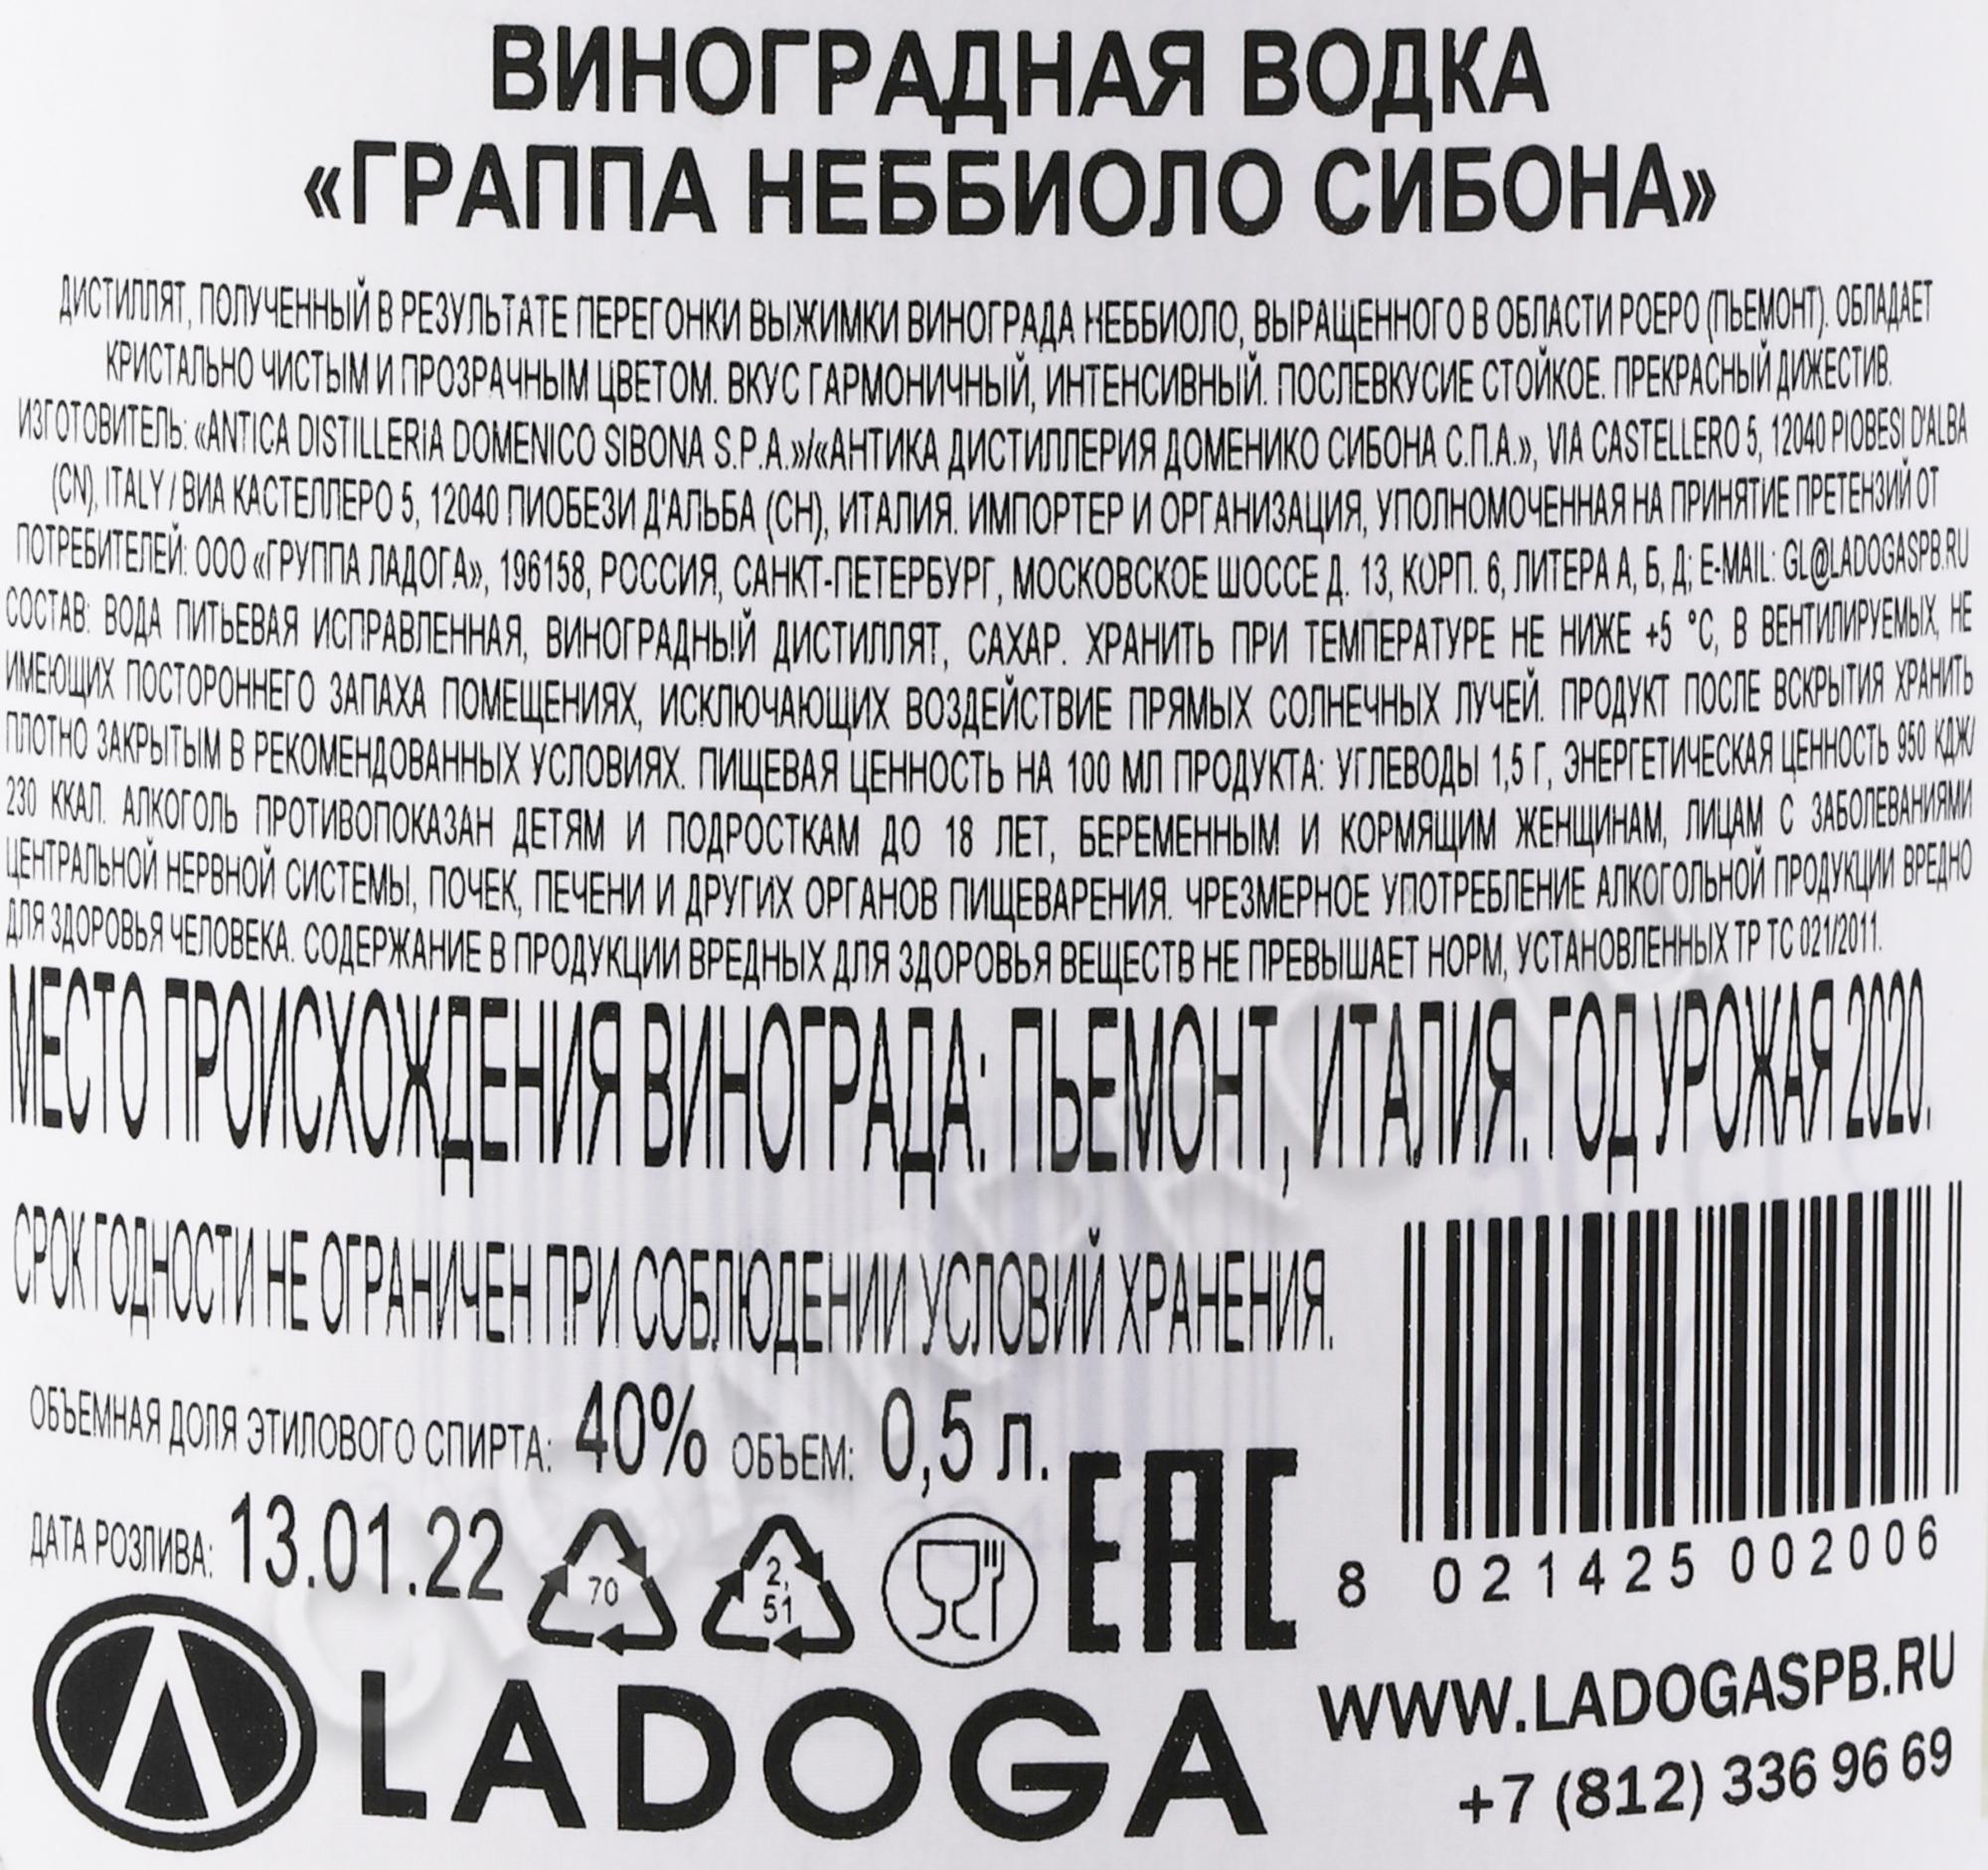 ВИНОГРАДНАЯ ВОДКА
«ГРАППА НЕББИОЛО СИБОНА»
ДИСТИЛЛЯТ, ПОЛУЧЕННЫЙ В РЕЗУЛЬТАТЕ ПЕРЕГОНКИ ВЫЖИМКИ ВИНОГРАДА НЕББИОЛО, ВЫРАЩЕННОГО В ОБЛАСТИ РОЕРО (ПЬЕМОНТ). ОБЛАДАЕТ
КРИСТАЛЬНО ЧИСТЫМ И ПРОЗРАЧНЫМ ЦВЕТОМ. ВКУС ГАРМОНИЧНЫЙ, ИНТЕНСИВНЫЙ. ПОСЛЕВКУСИЕ СТОЙКОЕ. ПРЕКРАСНЫЙ ДИЖЕСТИВ.
ИЗГОТОВИТЕЛЬ: «ANTICA DISTILLERIA DOMENICO SIBONA S.P.A.»/«АНТИКА ДИСТИЛЛЕРИЯ ДОМЕНИКО СИБОНА С.П.А.», VIA CASTELLERO 5, 12040 PIOBESI D'ALBA
(CN), ITALY / ВИА КАСТЕЛЛЕРО 5, 12040 ПИОБЕЗИ Д'АЛЬБА (СН), ИТАЛИЯ. ИМПОРТЕР И ОРГАНИЗАЦИЯ, УПОЛНОМОЧЕННАЯ НА ПРИНЯТИЕ ПРЕТЕНЗИЙ ОТ
ПОТРЕБИТЕЛЕЙ: ООО «ГРУППА ЛАДОГА», 196158, РОССИЯ, САНКТ-ПЕТЕРБУРГ, МОСКОВСКОЕ ШОССЕ Д. 13, КОРП. 6, ЛИТЕРА А, Б, Д; E-MAIL: GL@LADOGASPB.RU
СОСТАВ: ВОДА ПИТЬЕВАЯ ИСПРАВЛЕННАЯ, ВИНОГРАДНЫЙ ДИСТИЛЛЯТ, САХАР. ХРАНИТЬ ПРИ ТЕМПЕРАТУРЕ НЕ НИЖЕ +5 °С, В ВЕНТИЛИРУЕМЫХ, НЕ
ИМЕЮЩИХ ПОСТОРОННЕГО ЗАПАХА ПОМЕЩЕНИЯХ, ИСКЛЮЧАЮЩИХ ВОЗДЕЙСТВИЕ ПРЯМЫХ СОЛНЕЧНЫХ ЛУЧЕЙ. ПРОДУКТ ПОСЛЕ ВСКРЫТИЯ ХРАНИТЬ
ПЛОТНО ЗАКРЫТЫМ В РЕКОМЕНДОВАННЫХ УСЛОВИЯХ. ПИЩЕВАЯ ЦЕННОСТЬ НА 100 МЛ ПРОДУКТА: УГЛЕВОДЫ 1,5 Г, ЭНЕРГЕТИЧЕСКАЯ ЦЕННОСТЬ 950 КДЖ/
230 ККАЛ. АЛКОГОЛЬ ПРОТИВОПОКАЗАН ДЕТЯМ И ПОДРОСТКАМ ДО 18 ЛЕТ, БЕРЕМЕННЫМ И КОРМЯЩИМ ЖЕНЩИНАМ, ЛИЦАМ С ЗАБОЛЕВАНИЯМИ
ЦЕНТРАЛЬНОЙ НЕРВНОЙ СИСТЕМЫ, ПОЧЕК, ПЕЧЕНИ И ДРУГИХ ОРГАНОВ ПИЩЕВАРЕНИЯ. ЧРЕЗМЕРНОЕ УПОТРЕБЛЕНИЕ АЛКОГОЛЬНОЙ ПРОДУКЦИИ ВРЕДНО
ДЛЯ ЗДОРОВЬЯ ЧЕЛОВЕКА. СОДЕРЖАНИЕ В ПРОДУКЦИИ ВРЕДНЫХ ДЛЯ ЗДОРОВЬЯ ВЕЩЕСТВ НЕ ПРЕВЫШАЕТ НОРМ, УСТАНОВЛЕННЫХ ТР ТС 021/2011.
МЕСТО ПРОИСХОЖДЕНИЯ ВИНОГРАДА: ПЬЕМОНТ, ИТАЛИЯ. ГОД УРОЖАЯ 2020.
СРОК ГОДНОСТИ НЕ ОГРАНИЧЕН ПРИ СОБЛЮДЕНИИ УСЛОВИЙ ХРАНЕНИЯ.
ОБЪЕМНАЯ ДОЛЯ ЭТИЛОВОГО СПИРТА: 40% ОБЪЕМ: 0,5 л.
ДАТА РОЗЛИВА: 13.01.22
70
2,
51
EAC
8 021425 002006
LADOGA
WWW.LADOGASPB.RU
+7 (812) 336 96 69
CIGARPRO.RU